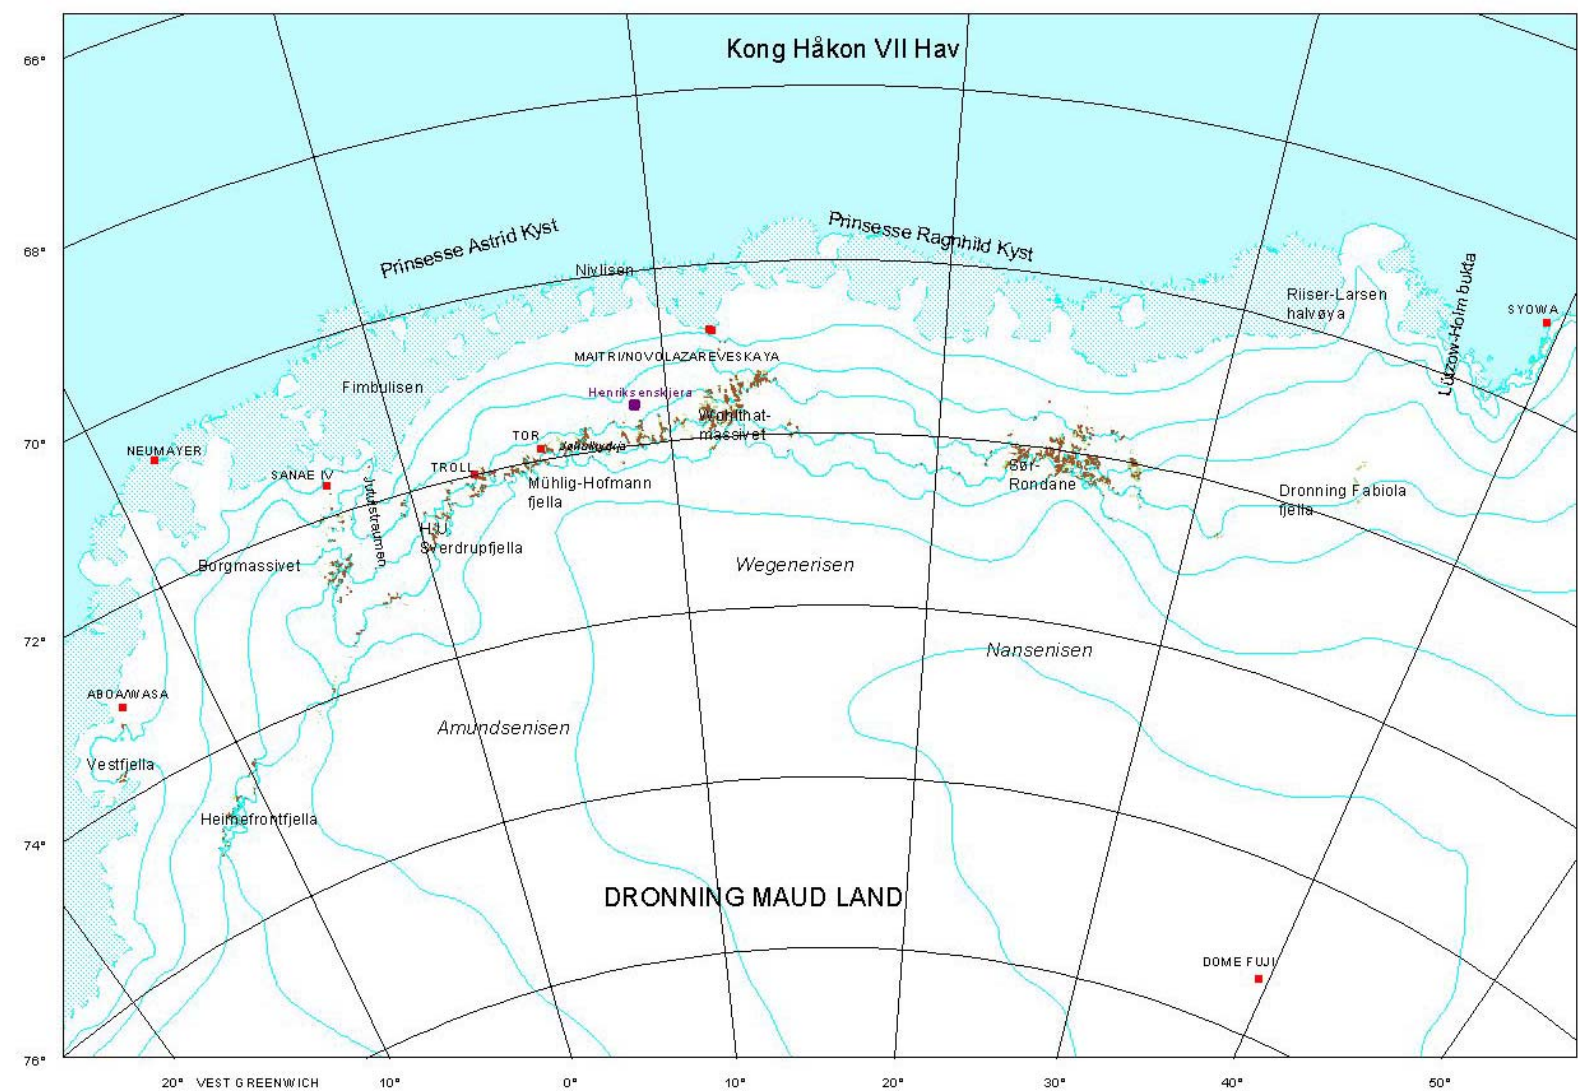 Kong Håkon VII Hav
66°
Prinsesse Astrid Kyst
Prinsesse Ragnhild Kyst
68°
Nivlisen
Riiser-Larsen
halvøya
Lützow-Holm bukta
SYOWA
MAITRI/NOVOLAZAREVESKAYA
Fimbulisen
Henriksenskjera
Wohlthat-
massivet
70°
NEUMAYER
TOR
TROLL
SANAE IV
Jutulstraumen
Mühlig-Hofmann
fjella
Sør-
Rondane
Dronning Fabiola
fjella
H.U.
Sverdrupfjella
Borgmassivet
Wegenerisen
72°
Nansenisen
ABOA/WASA
Amundsenisen
Vestfjella
Heimefrontfjella
74°
DRONNING MAUD LAND
DOME FUJI
76°
20° VEST GREENWICH 10° 0° 10° 20° 30° 40° 50°